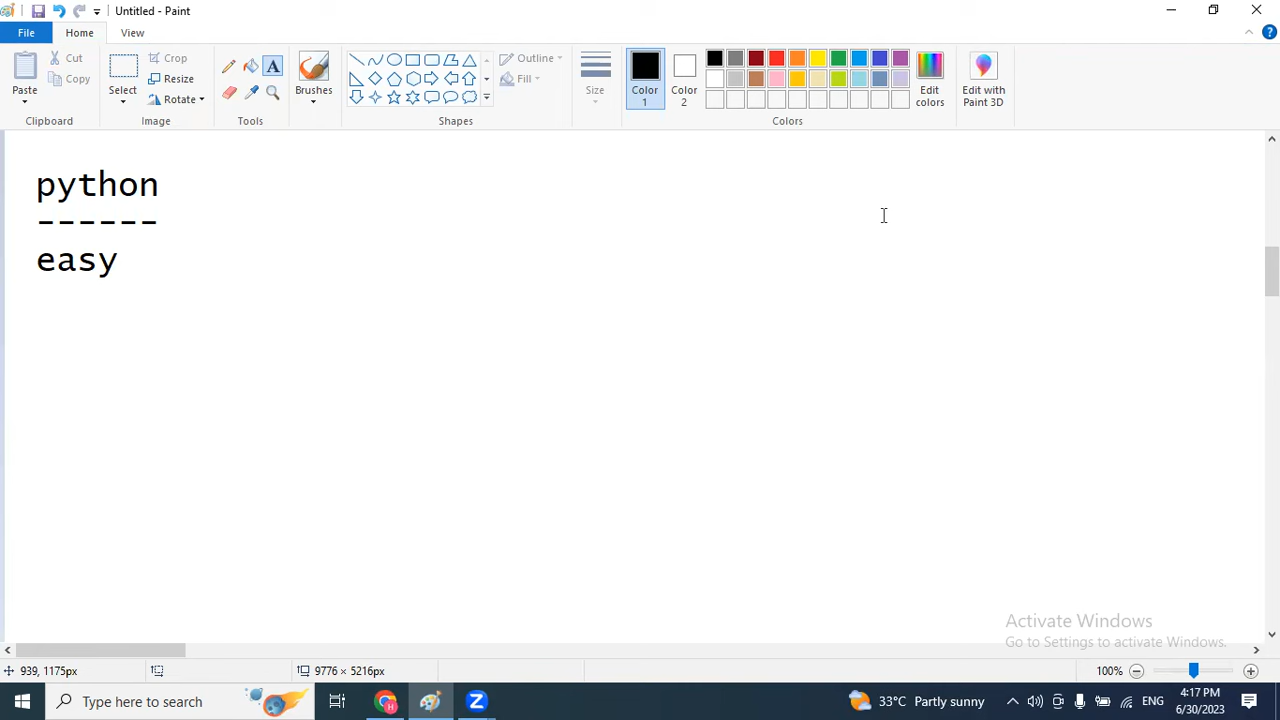 Untitled - Paint
File
Home
View
Paste
Cut
Copy
Clipboard
Select
Crop
Resize
Rotate
Image
A
Tools
Brushes
Outline
Fill
Shapes
Size
Color 1
Color 2
Edit colors
Colors
Edit with Paint 3D
python
------
easy
Activate Windows
Go to Settings to activate Windows.
939, 1175px
9776 × 5216px
100%
Type here to search
33°C Partly sunny
ENG
4:17 PM
6/30/2023